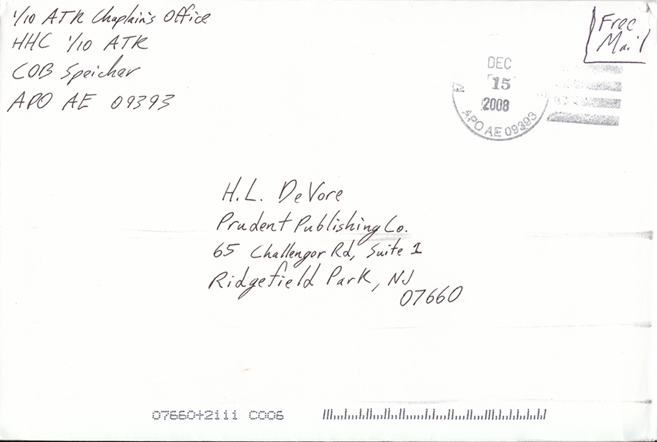 1/10 ATK Chaplain's Office
HHC 1/10 ATK
COB Speicher
APO AE 09393
Free
Mail
DEC
15
2008
APO AE 09393
H.L. DeVore
Prudent Publishing Co.
65 Challengor Rd, Suite 1
Ridgefield Park, NJ
07660
07660+2111 C006